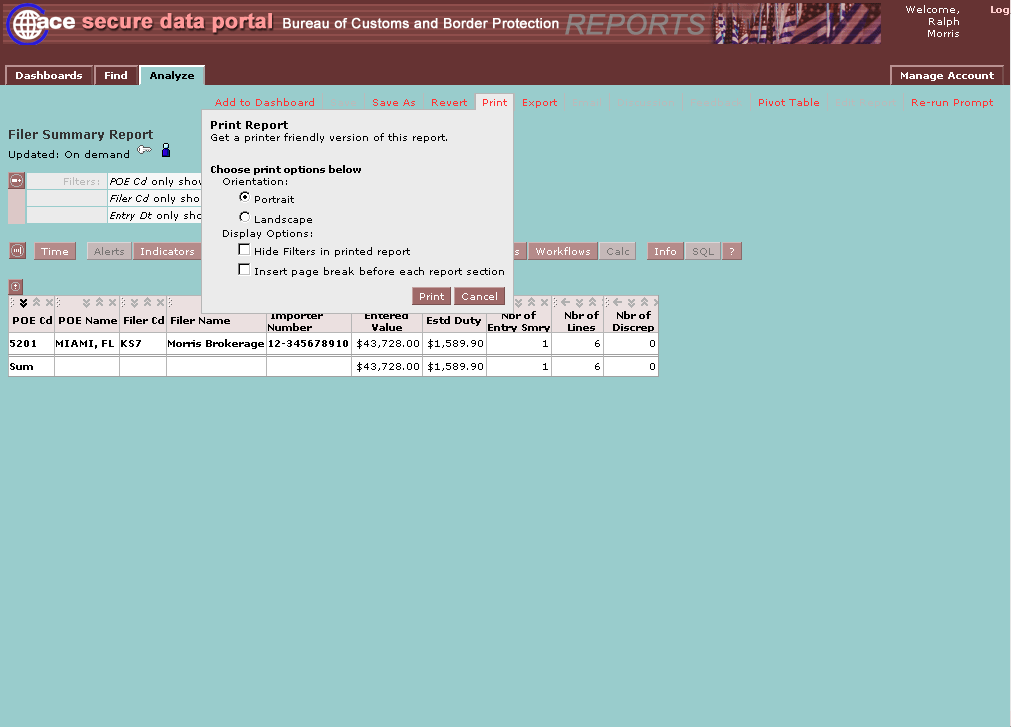 ace secure data portal Bureau of Customs and Border Protection REPORTS
Welcome, Ralph Morris
Log
Dashboards Find Analyze Manage Account
Add to Dashboard Save As Revert Print Export Pivot Table Re-run Prompt
Filer Summary Report
Updated: On demand
Print Report
Get a printer friendly version of this report.
Choose print options below
Orientation:
Portrait
Landscape
Display Options:
Hide Filters in printed report
Insert page break before each report section
Print Cancel
Filters: POE Cd only show
Filer Cd only sho
Entry Dt only sho
Time Alerts Indicators s Workflows Calc Info SQL ?
POE Cd POE Name Filer Cd Filer Name Importer Number Entered Value Estd Duty Nbr of Entry Smry Nbr of Lines Nbr of Discrep
5201 MIAMI, FL KS7 Morris Brokerage 12-345678910 $43,728.00 $1,589.90 1 6 0
Sum $43,728.00 $1,589.90 1 6 0